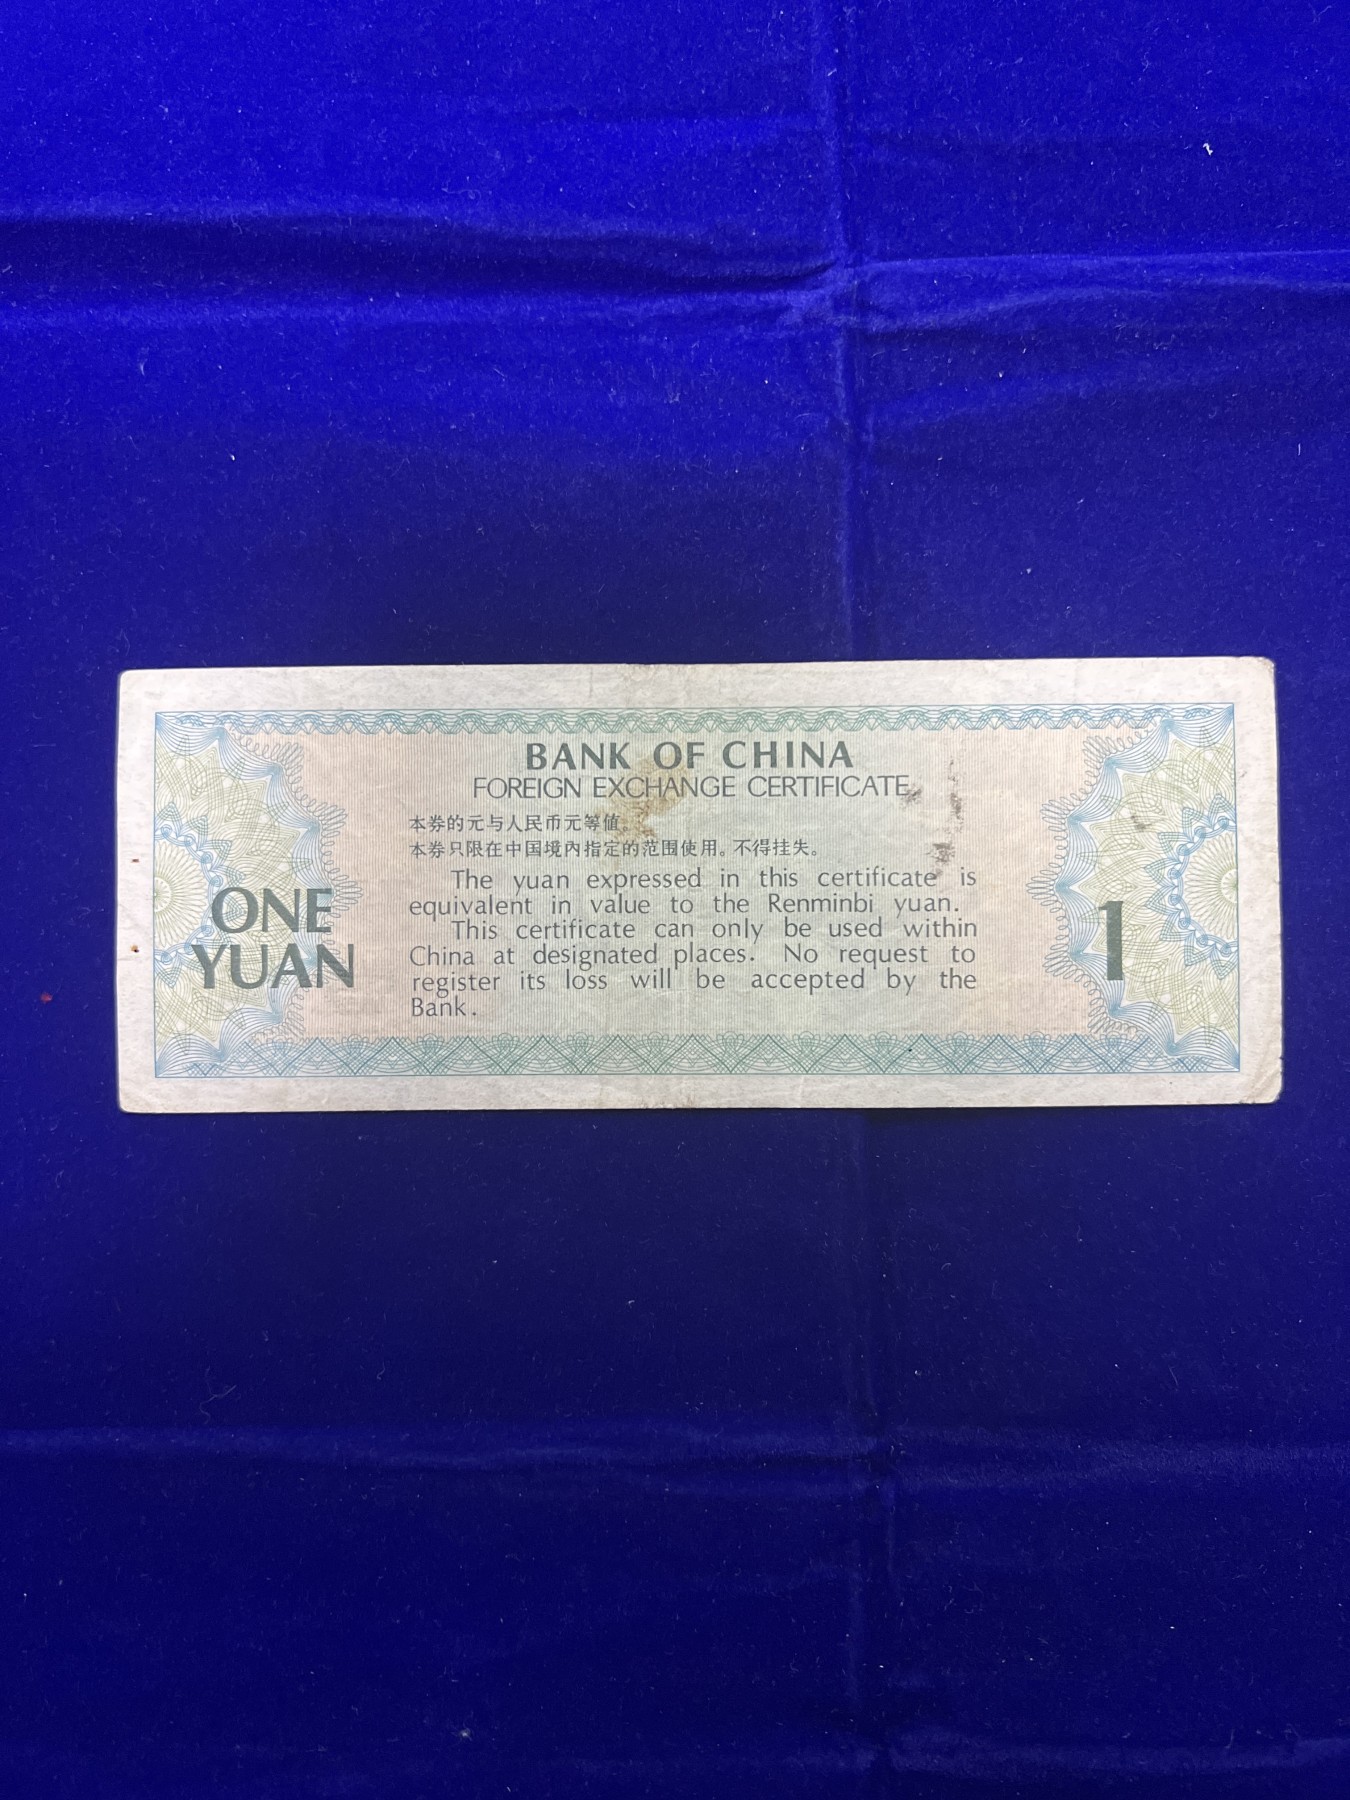 BANK OF CHINA
FOREIGN EXCHANGE CERTIFICATE
本券的元与人民币元等值
本券只限在中国境内指定的范围使用。不得挂失。
The yuan expressed in this certificate is
equivalent in value to the Renminbi yuan.
This certificate can only be used within
China at designated places. No request to
register its loss will be accepted by the
Bank.
ONE
YUAN
1